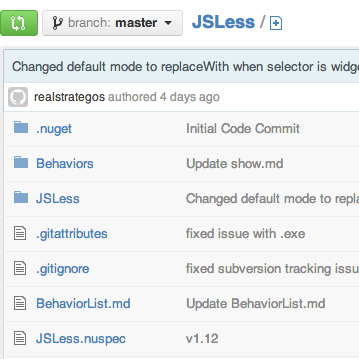 branch: master JSLess /
Changed default mode to replaceWith when selector is widg
realstrategos authored 4 days ago
.nuget Initial Code Commit
Behaviors Update show.md
JSLess Changed default mode to repl
.gitattributes fixed issue with .exe
.gitignore fixed subversion tracking issu
BehaviorList.md Update BehaviorList.md
JSLess.nuspec v1.12